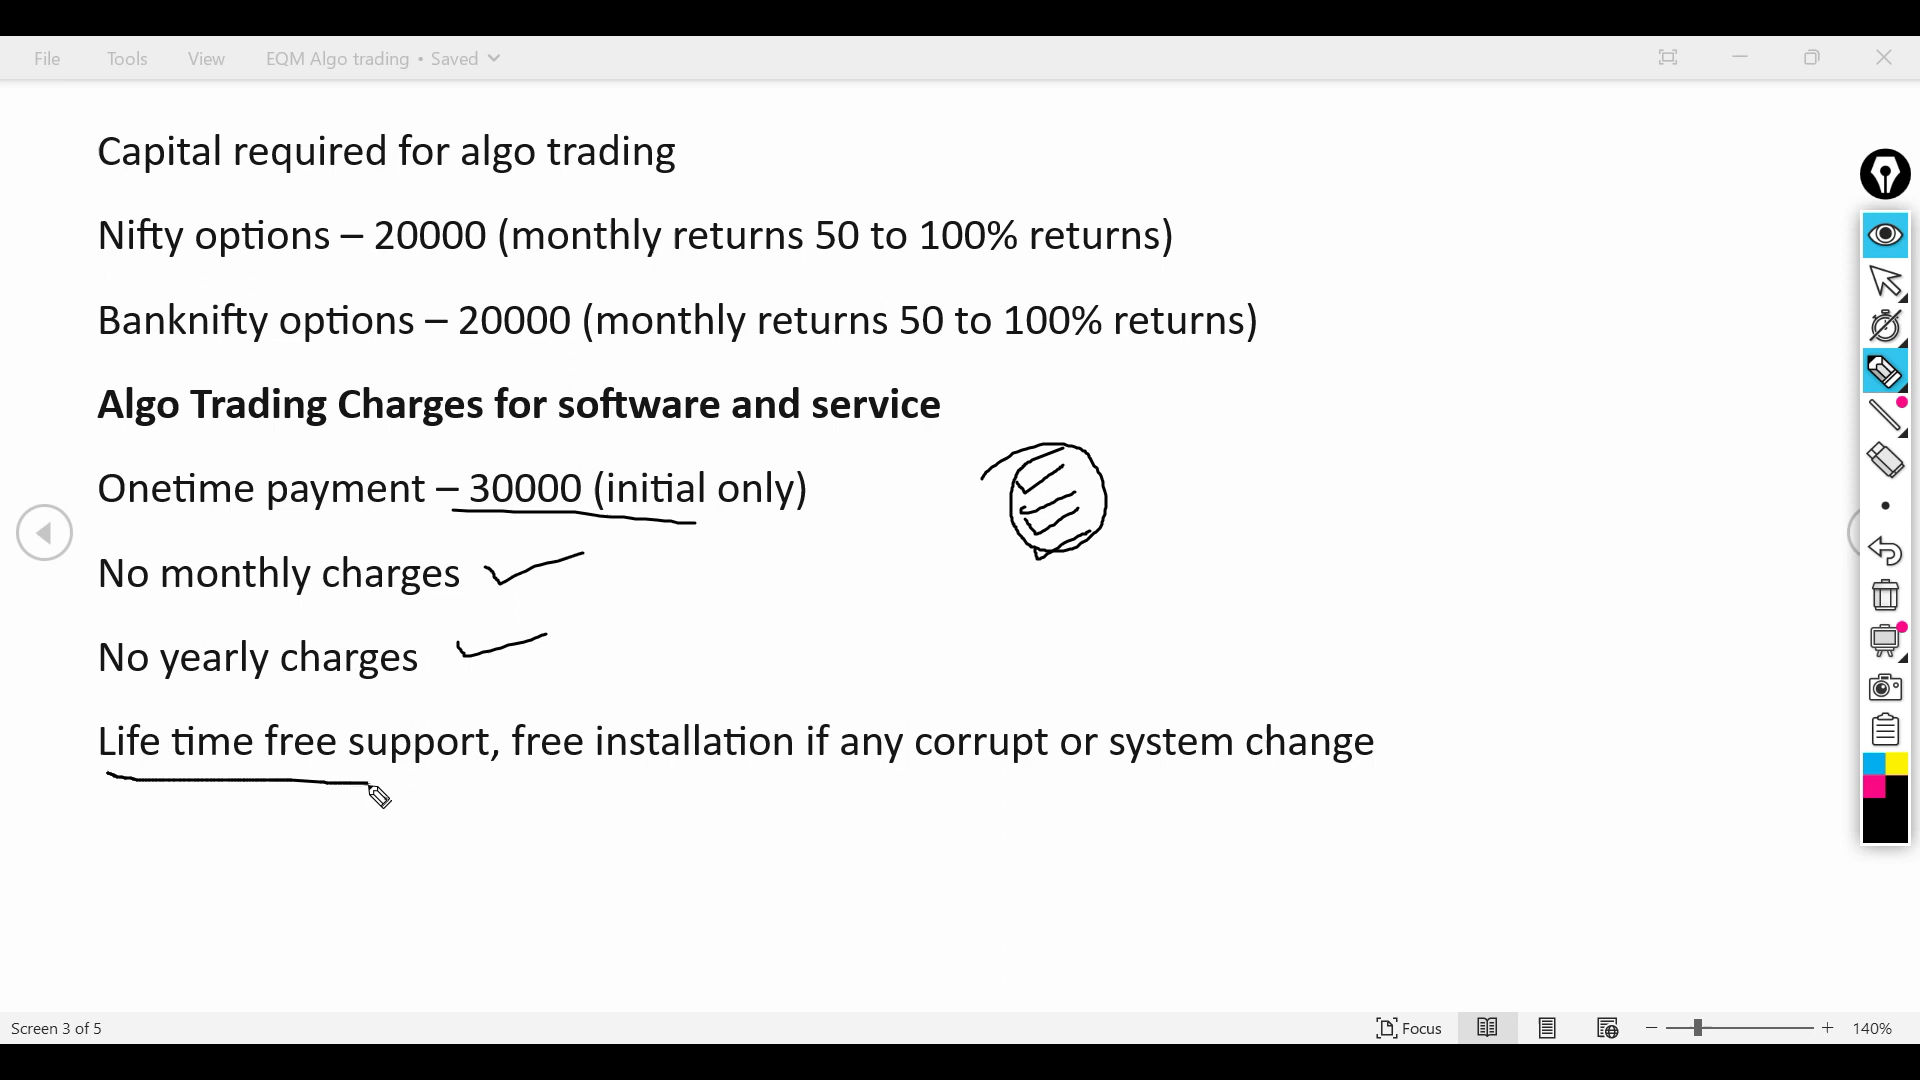 File Tools View EQM Algo trading • Saved
Capital required for algo trading
Nifty options – 20000 (monthly returns 50 to 100% returns)
Banknifty options – 20000 (monthly returns 50 to 100% returns)
Algo Trading Charges for software and service
Onetime payment – 30000 (initial only)
No monthly charges
No yearly charges
Life time free support, free installation if any corrupt or system change
Screen 3 of 5 Focus 140%